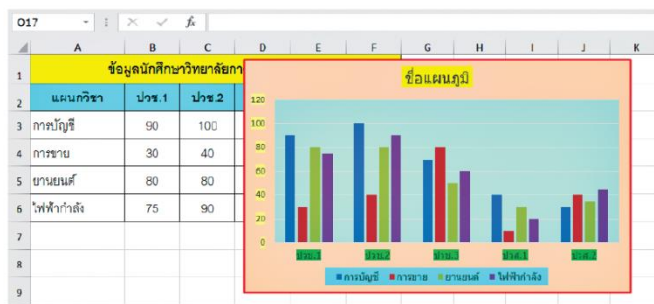 O17 fx
A B C D E F G H I J K
1 ข้อมูลนักศึกษาวิทยาลัยกา
ชื่อแผนภูมิ
2 แผนกวิชา ปวช.1 ปวช.2
3 การบัญชี 90 100
4 การขาย 30 40
5 ยานยนต์ 80 80
6 ไฟฟ้ากำลัง 75 90
7
8
9
120
100
80
60
40
20
0
ปวช.1 ปวช.2 ปวช.3 ปวส.1 ปวส.2
การบัญชี การขาย ยานยนต์ ไฟฟ้ากำลัง